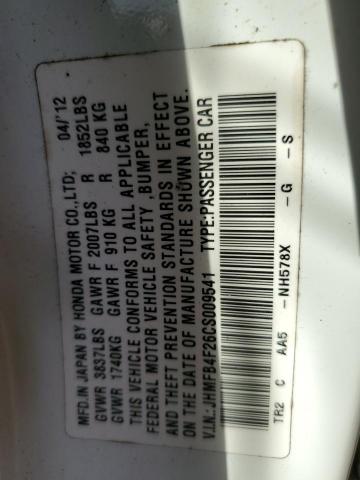 MFD.IN JAPAN BY HONDA MOTOR CO.,LTD; 04/'12
GVWR 3837LBS GAWR F 2007LBS R 1852LBS
GVWR 1740KG GAWR F 910 KG R 840 KG
THIS VEHICLE CONFORMS TO ALL APPLICABLE
FEDERAL MOTOR VEHICLE SAFETY ,BUMPER,
AND THEFT PREVENTION STANDARDS IN EFFECT
ON THE DATE OF MANUFACTURE SHOWN ABOVE.
V.I.N.:JHMFB4F26CS009541 TYPE:PASSENGER CAR
TR2 C AA5 -NH578X -G -S